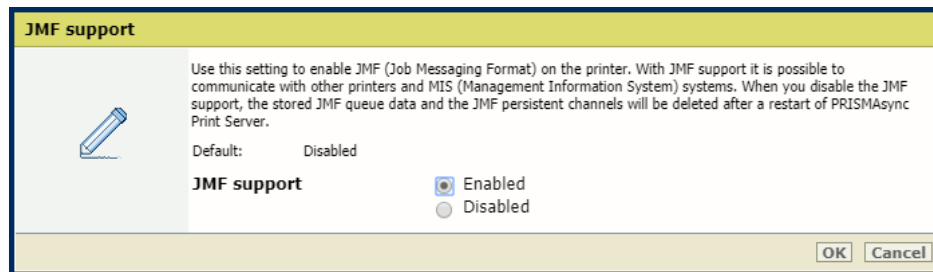 JMF support
Use this setting to enable JMF (Job Messaging Format) on the printer. With JMF support it is possible to
communicate with other printers and MIS (Management Information System) systems. When you disable the JMF
support, the stored JMF queue data and the JMF persistent channels will be deleted after a restart of PRISMAsync
Print Server.
Default: Disabled
JMF support Enabled
Disabled
OK Cancel